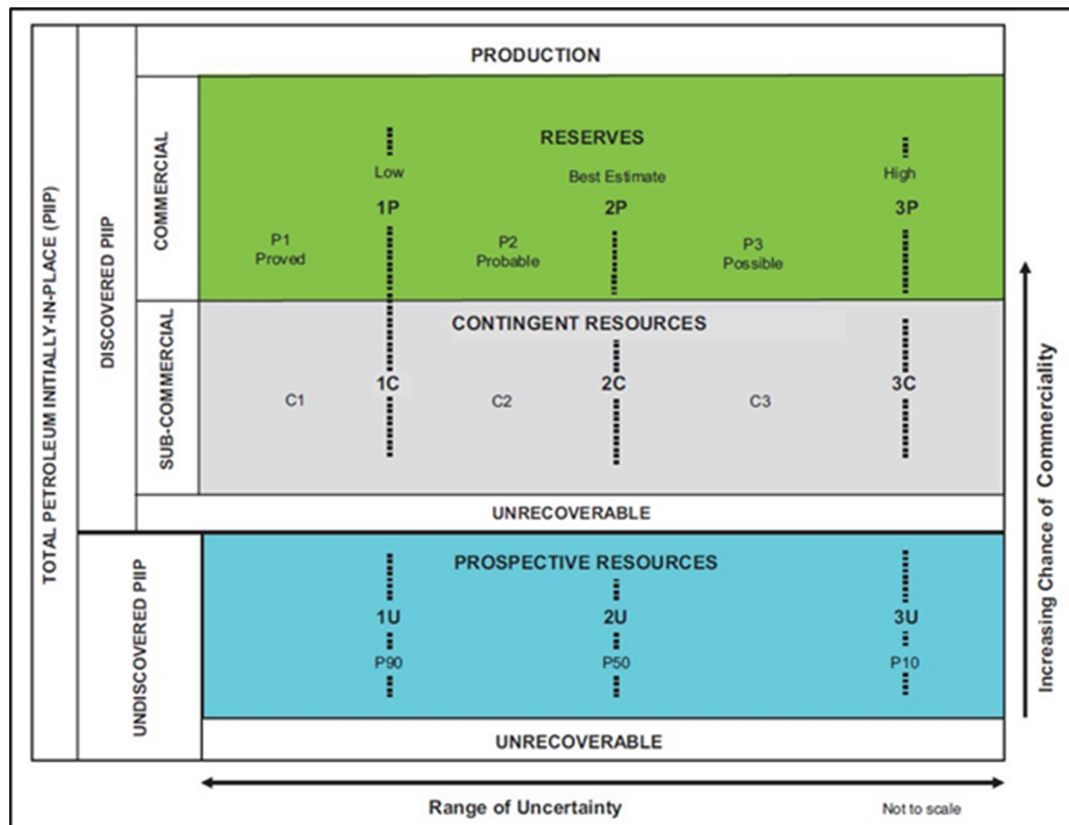 TOTAL PETROLEUM INITIALLY-IN-PLACE (PIIP)
DISCOVERED PIIP
UNDISCOVERED PIIP
COMMERCIAL
SUB-COMMERCIAL
PRODUCTION
RESERVES
Low
Best Estimate
High
1P
2P
3P
P1
Proved
P2
Probable
P3
Possible
CONTINGENT RESOURCES
1C
2C
3C
C1
C2
C3
UNRECOVERABLE
PROSPECTIVE RESOURCES
1U
2U
3U
P90
P50
P10
UNRECOVERABLE
Increasing Chance of Commerciality
Range of Uncertainty
Not to scale